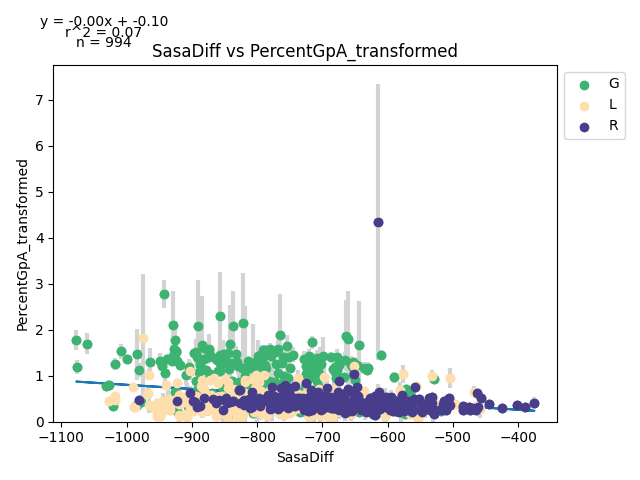 y = -0.00x + -0.10
r^2 = 0.07
n = 994
SasaDiff vs PercentGpA_transformed
G
L
R
PercentGpA_transformed
7
6
5
4
3
2
1
0
−1100 −1000 −900 −800 −700 −600 −500 −400
SasaDiff